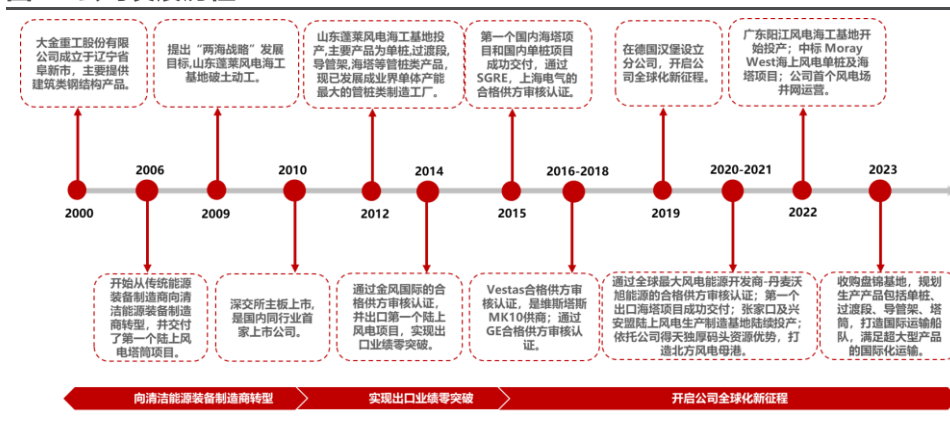 大金重工股份有限
公司成立于辽宁省
阜新市，主要提供
建筑类钢结构产品。
提出“两海战略”发展
目标,山东蓬莱风电海工
基地破土动工。
山东蓬莱风电海工基地投
产,主要产品为单桩,过渡段,
导管架,海塔等管桩类产品，
现已发展成业界单体产能
最大的管桩类制造工厂。
第一个国内海塔项
目和国内单桩项目
成功交付，通过
SGRE，上海电气的
合格供方审核认证。
在德国汉堡设立
分公司，开启公
司全球化新征程。
广东阳江风电海工基地开
始投产；中标 Moray
West海上风电单桩及海
塔项目；公司首个风电场
并网运营。
2006
2010
2014
2016-2018
2020-2021
2023
2000
2009
2012
2015
2019
2022
开始从传统能源
装备制造商向清
洁能源装备制造
商转型，并交付
了第一个陆上风
电塔筒项目。
深交所主板上市，
是国内同行业首
家上市公司。
通过金风国际的合
格供方审核认证，
并出口第一个陆上
风电项目，实现出
口业绩零突破。
Vestas合格供方审
核认证，是维斯塔斯
MK10供商；通过
GE合格供方审核认
证。
通过全球最大风电能源开发商-丹麦沃
旭能源的合格供方审核认证；第一个
出口海塔项目成功交付；张家口及兴
安盟陆上风电生产制造基地陆续投产；
依托公司得天独厚码头资源优势，打
造北方风电母港。
收购盘锦基地，规划
生产产品包括单桩、
过渡段、导管架、塔
筒，打造国际运输船
队，满足超大型产品
的国际化运输。
向清洁能源装备制造商转型
实现出口业绩零突破
开启公司全球化新征程